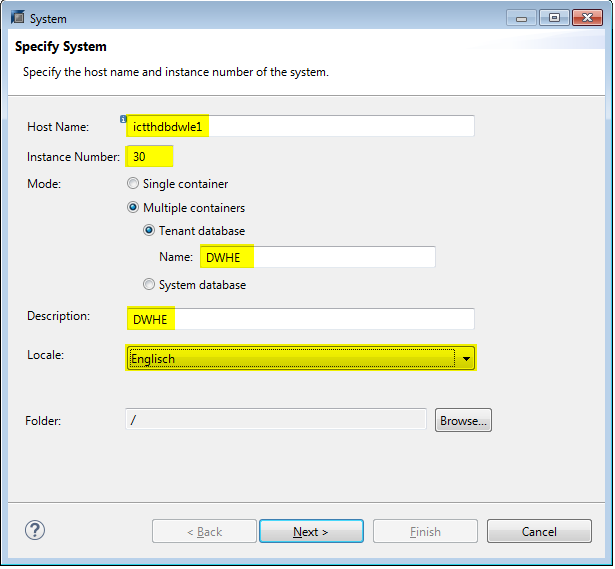 System
Specify System
Specify the host name and instance number of the system.
Host Name: ictthdbdwle1
Instance Number: 30
Mode: Single container
Multiple containers
Tenant database
Name: DWHE
System database
Description: DWHE
Locale: Englisch
Folder: / Browse...
? < Back Next > Finish Cancel